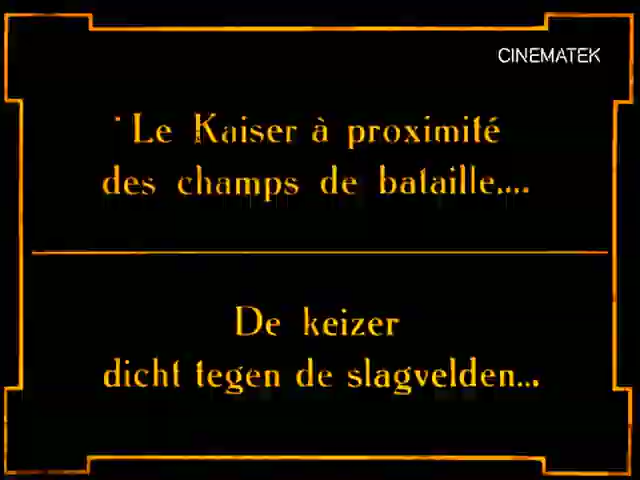 CINEMATEK
Le Kaiser à proximité
des champs de bataille....
De keizer
dicht tegen de slagvelden...